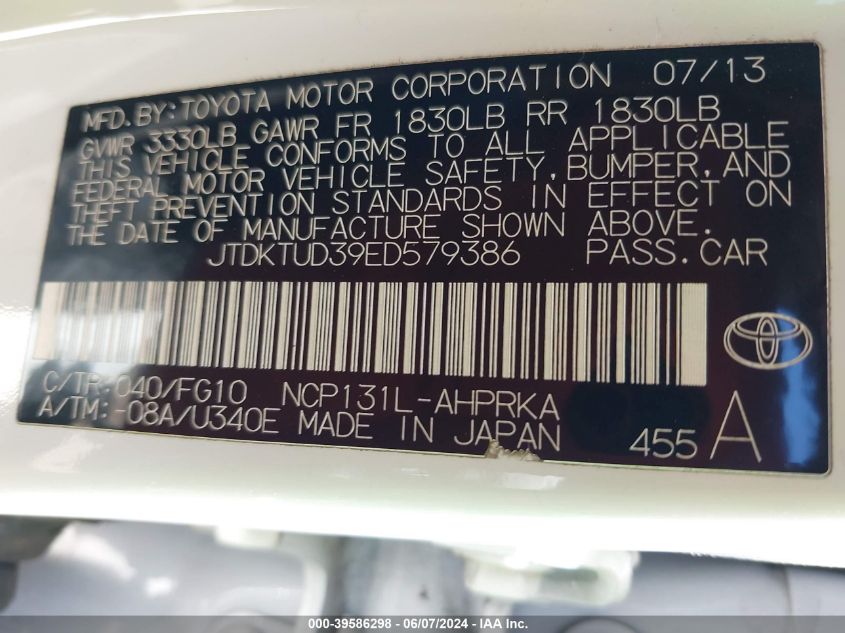 MFD. BY: TOYOTA MOTOR CORPORATION 07/13
GVWR 3330LB GAWR FR 1830LB RR 1830LB
THIS VEHICLE CONFORMS TO ALL APPLICABLE
FEDERAL MOTOR VEHICLE SAFETY, BUMPER, AND
THEFT PREVENTION STANDARDS IN EFFECT ON
THE DATE OF MANUFACTURE SHOWN ABOVE.
JTDKTUD39ED579386 PASS. CAR
C/TR: 040/FG10 NCP131L-AHPRKA
A/TM: -08A/U340E MADE IN JAPAN 455 A
000-39586298 - 06/07/2024 - IAA Inc.